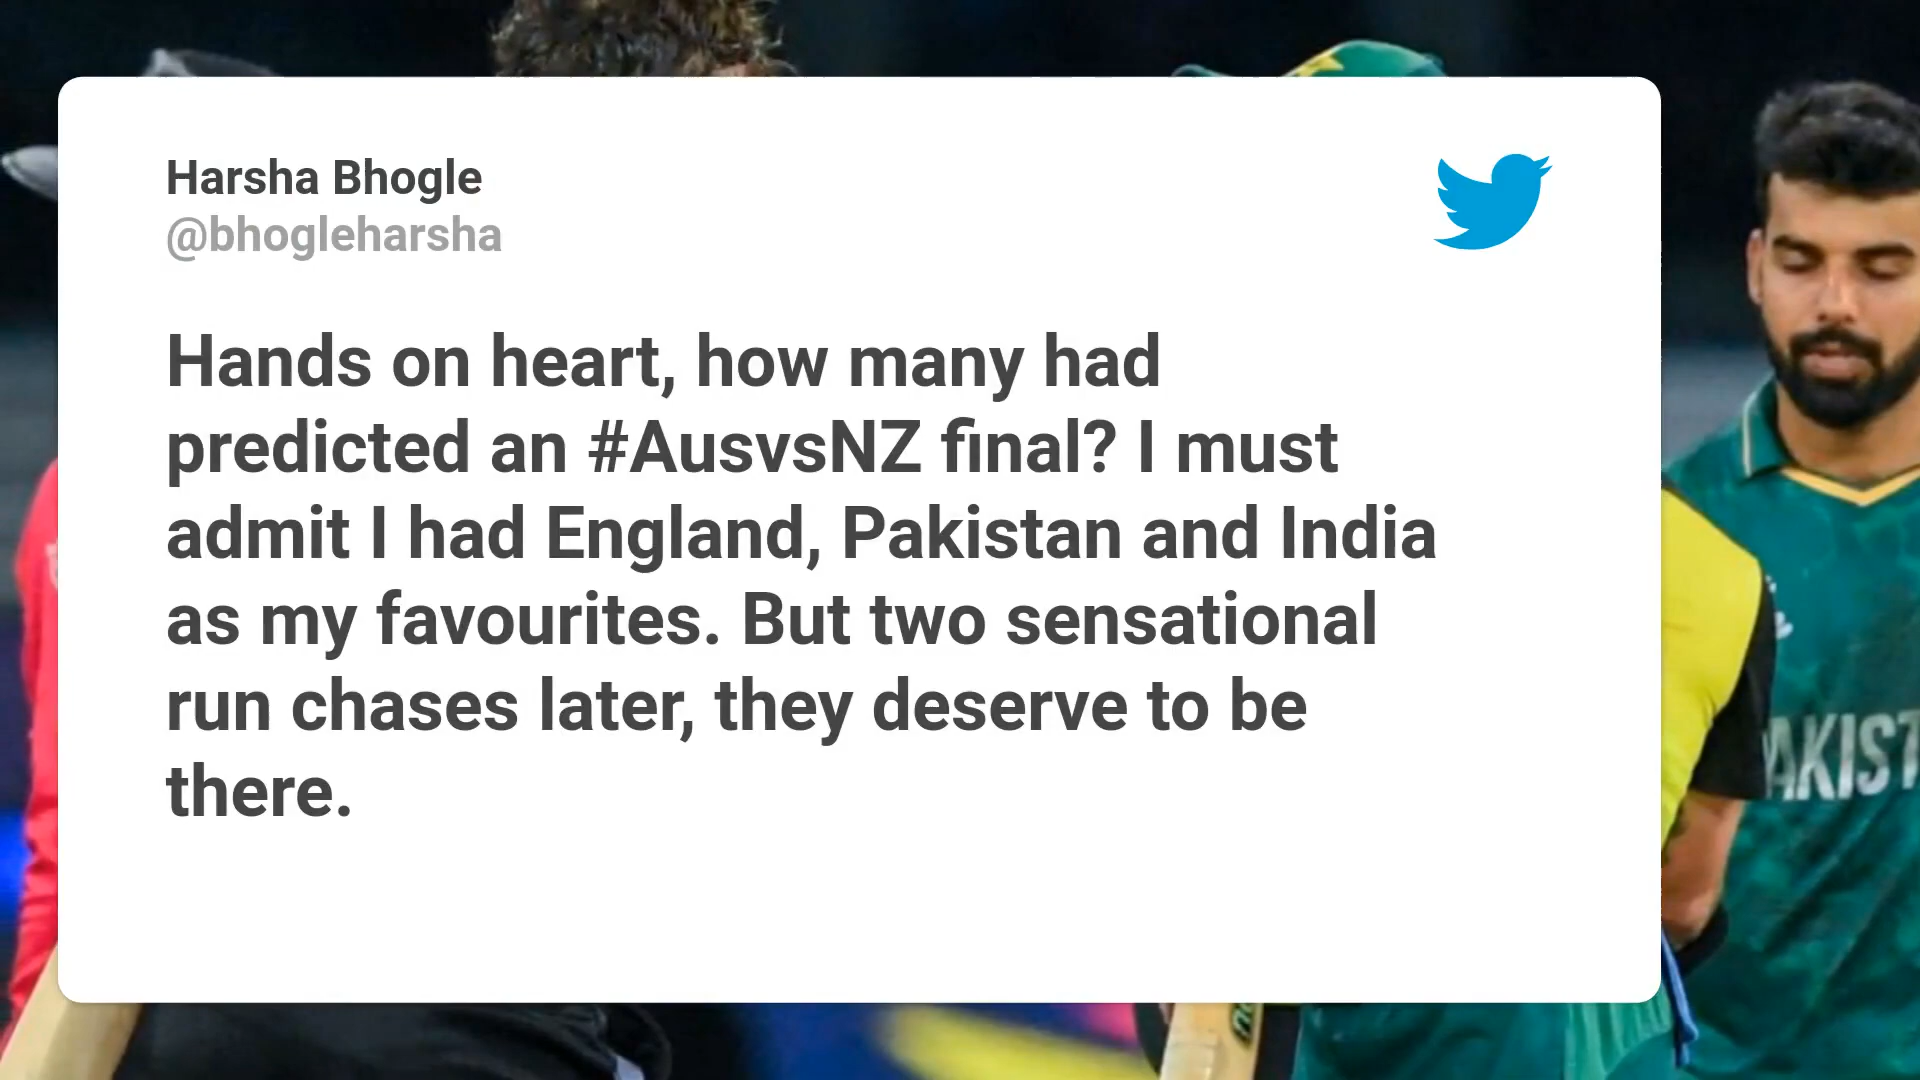 Harsha Bhogle
@bhogleharsha
Hands on heart, how many had
predicted an #AusvsNZ final? I must
admit I had England, Pakistan and India
as my favourites. But two sensational
run chases later, they deserve to be
there.
AKIST